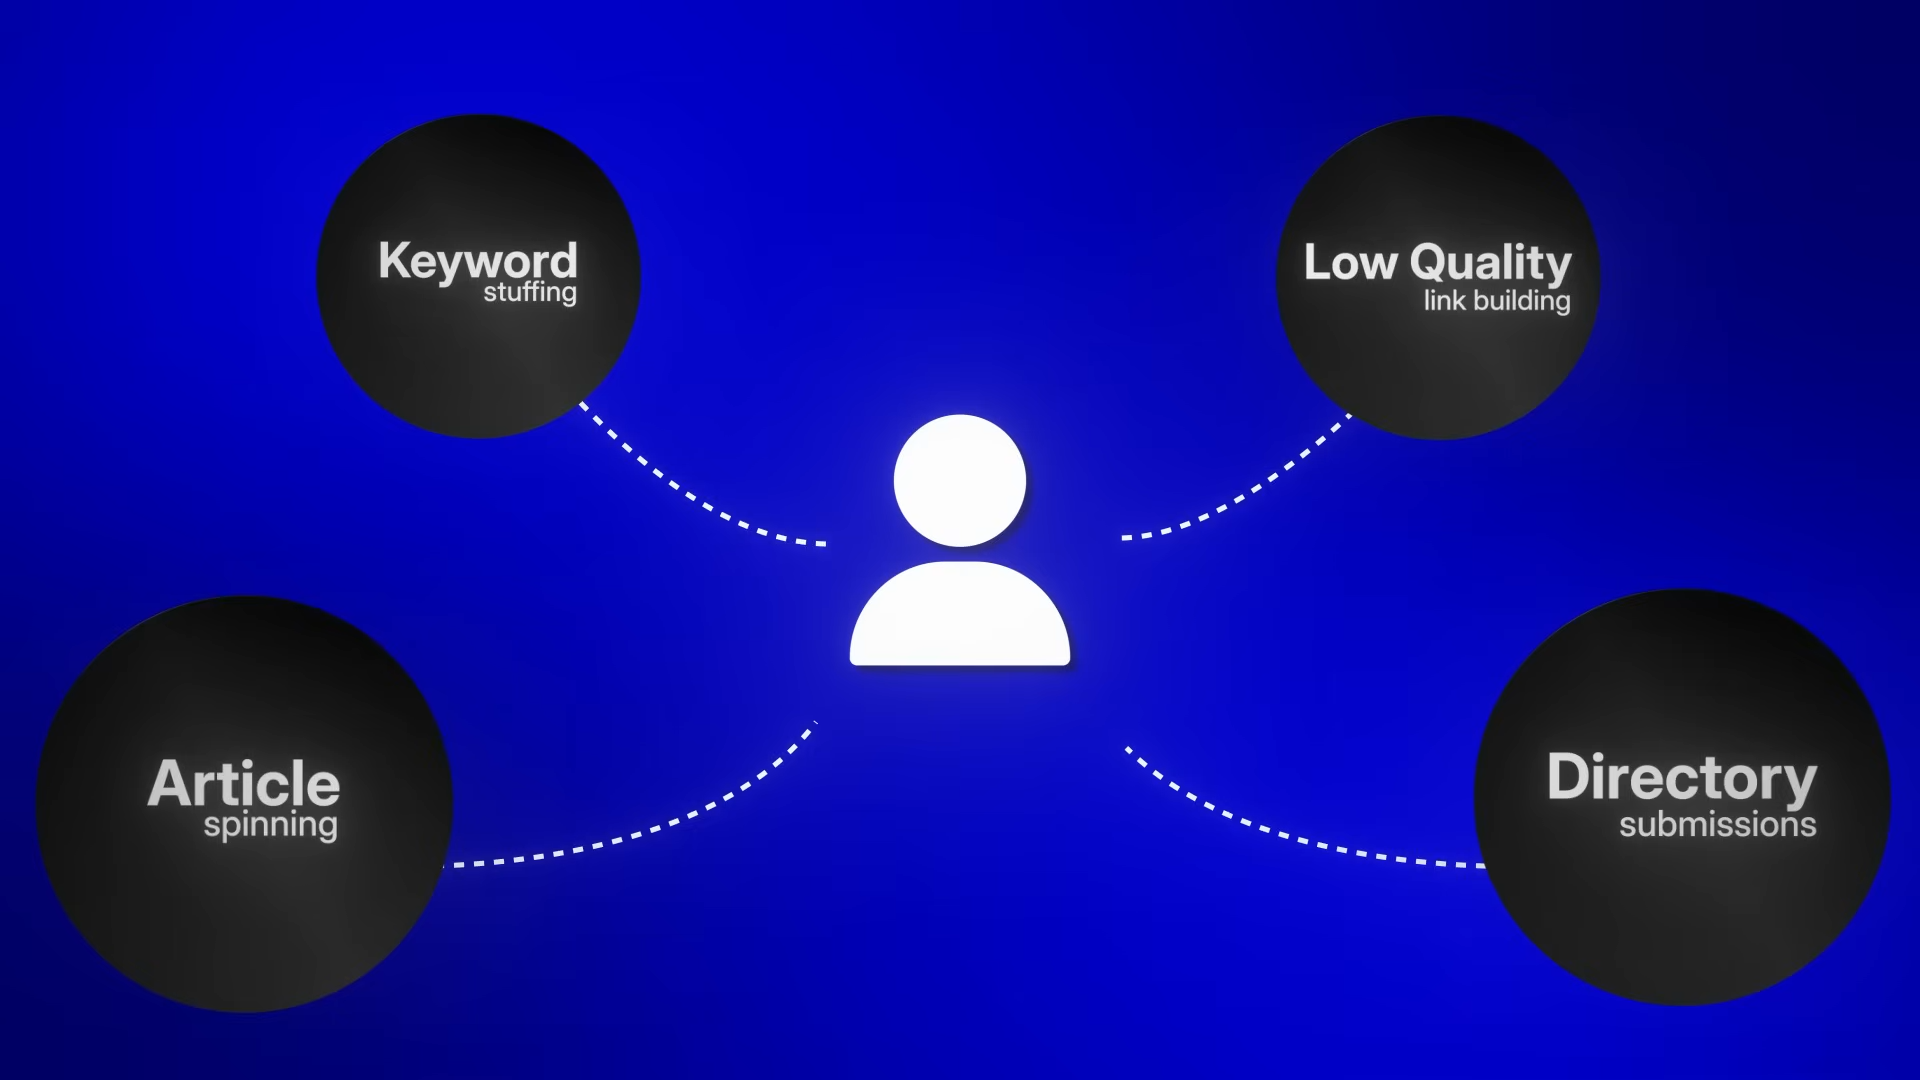 Keyword
stuffing
Low Quality
link building
Article
spinning
Directory
submissions